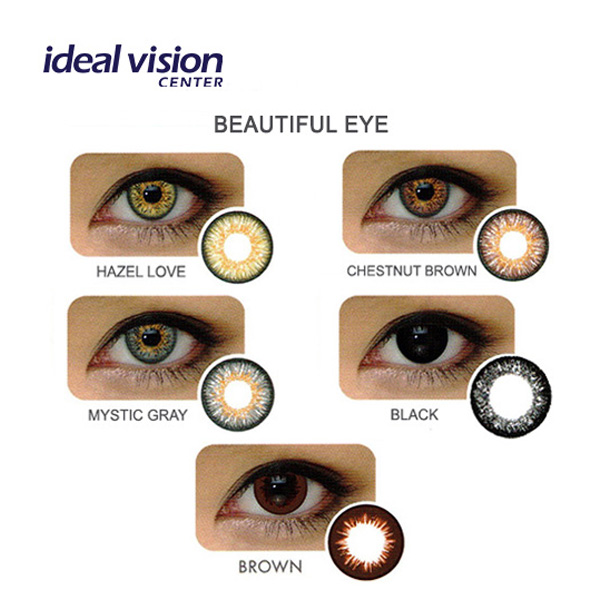 ideal vision
CENTER
BEAUTIFUL EYE
HAZEL LOVE
CHESTNUT BROWN
MYSTIC GRAY
BLACK
BROWN